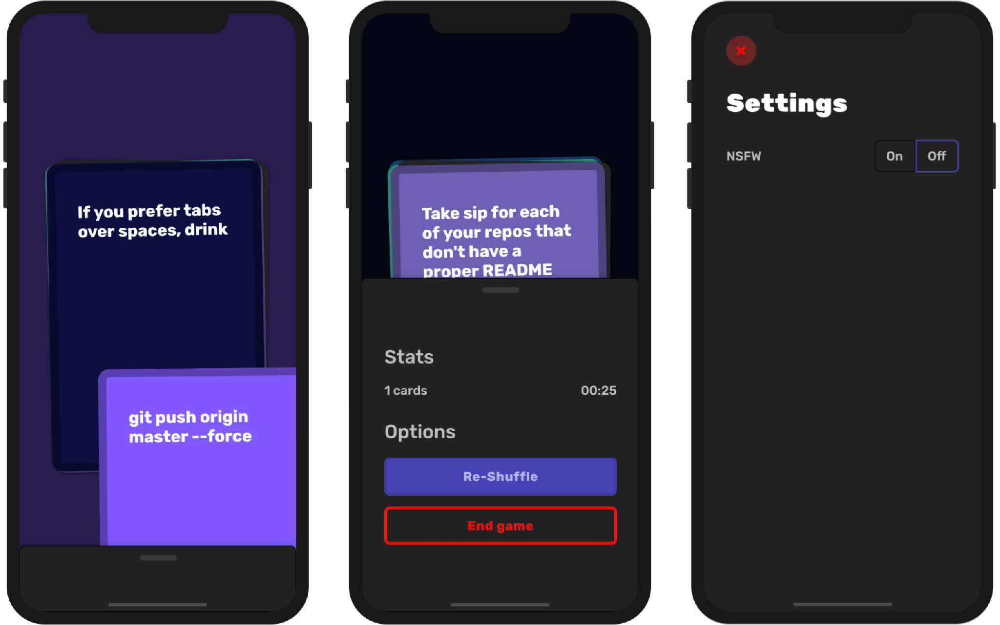 If you prefer tabs
over spaces, drink
git push origin
master --force
Take sip for each
of your repos that
don't have a
proper README
Stats
1 cards 00:25
Options
Re-Shuffle
End game
Settings
NSFW On Off